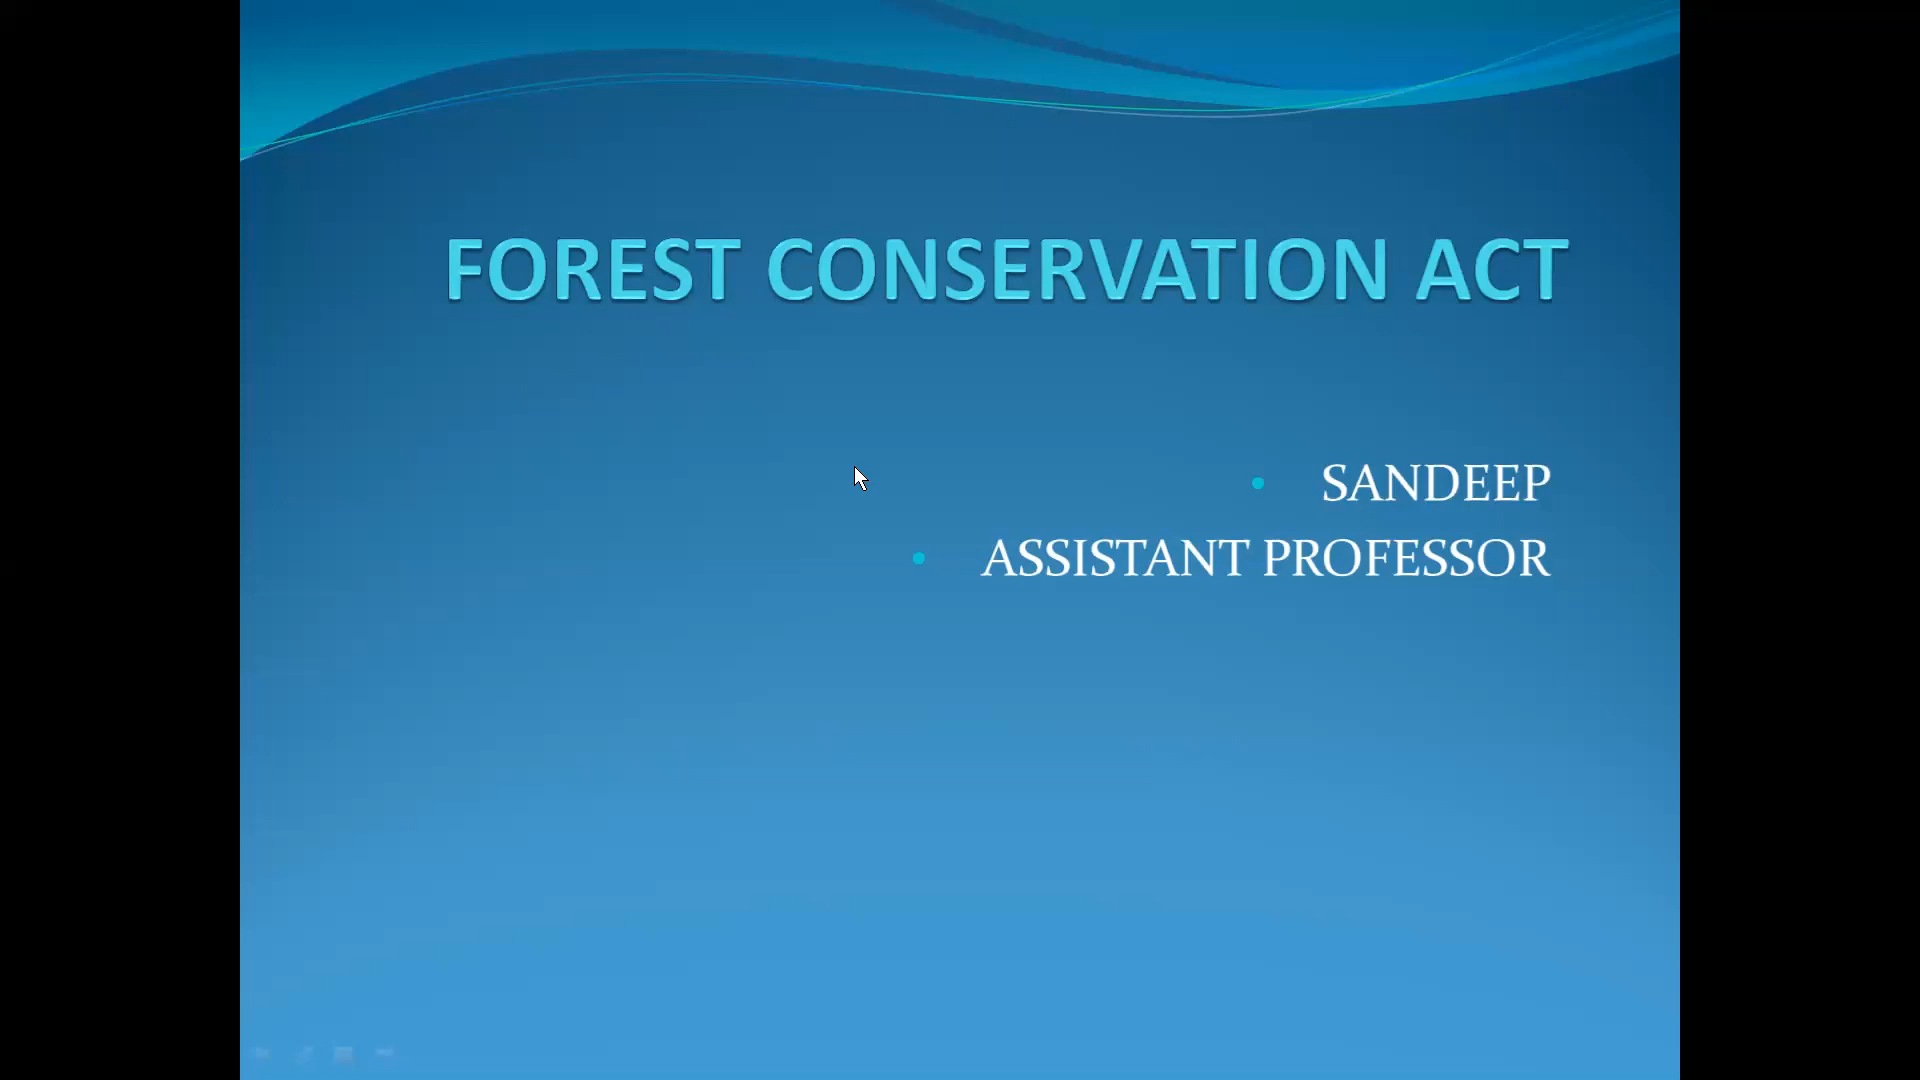 FOREST CONSERVATION ACT
• SANDEEP
• ASSISTANT PROFESSOR